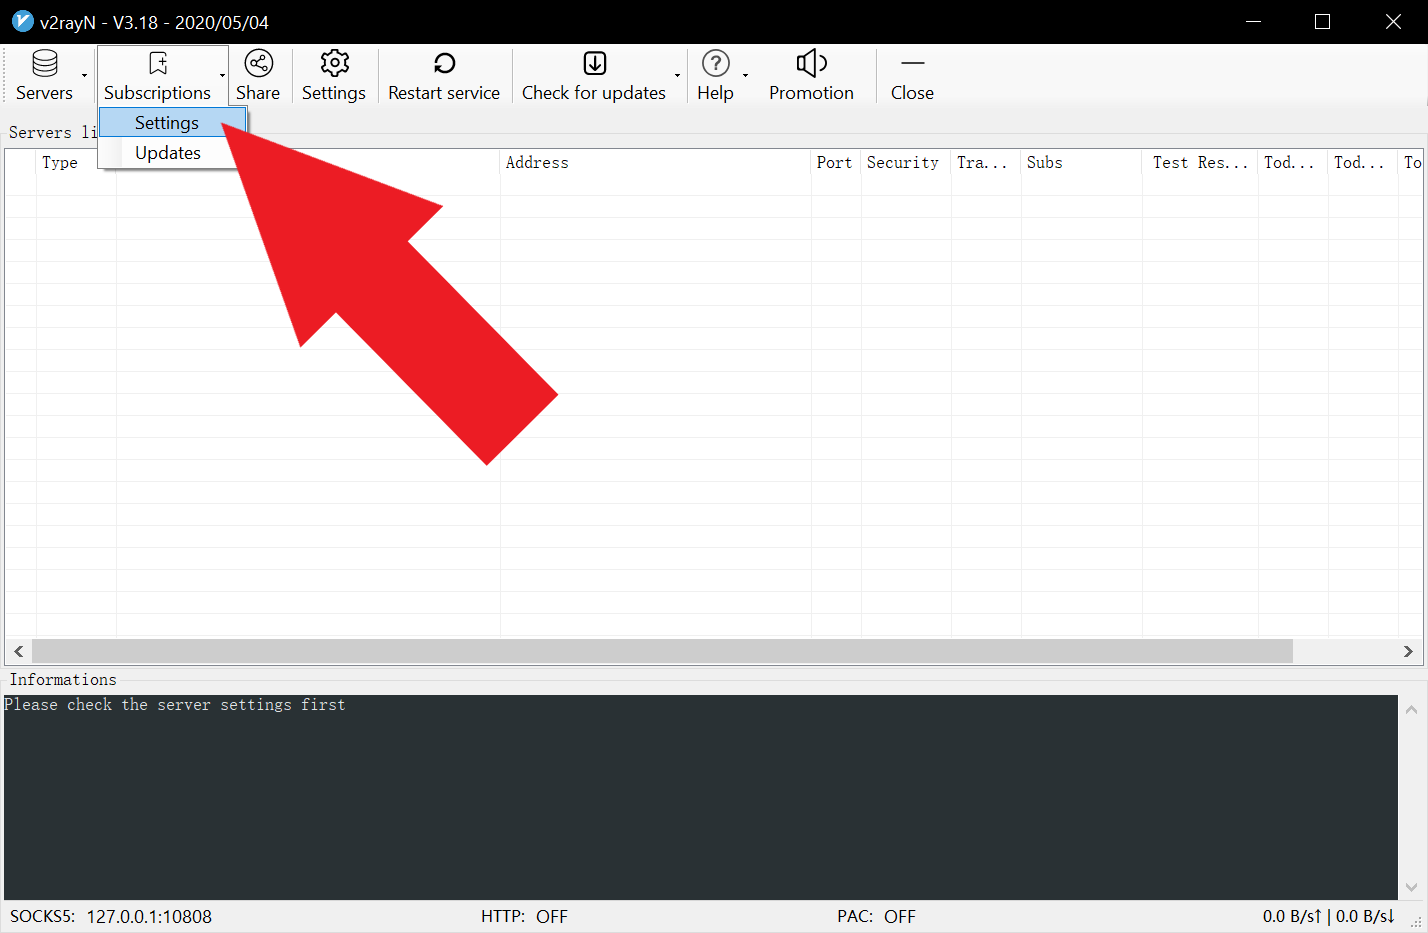 v2rayN - V3.18 - 2020/05/04
Servers Subscriptions Share Settings Restart service Check for updates Help Promotion Close
Settings
Updates
Servers li
Type Address Port Security Tra... Subs Test Res... Tod... Tod... To
Informations
Please check the server settings first
SOCKS5: 127.0.0.1:10808 HTTP: OFF PAC: OFF 0.0 B/s↑ | 0.0 B/s↓